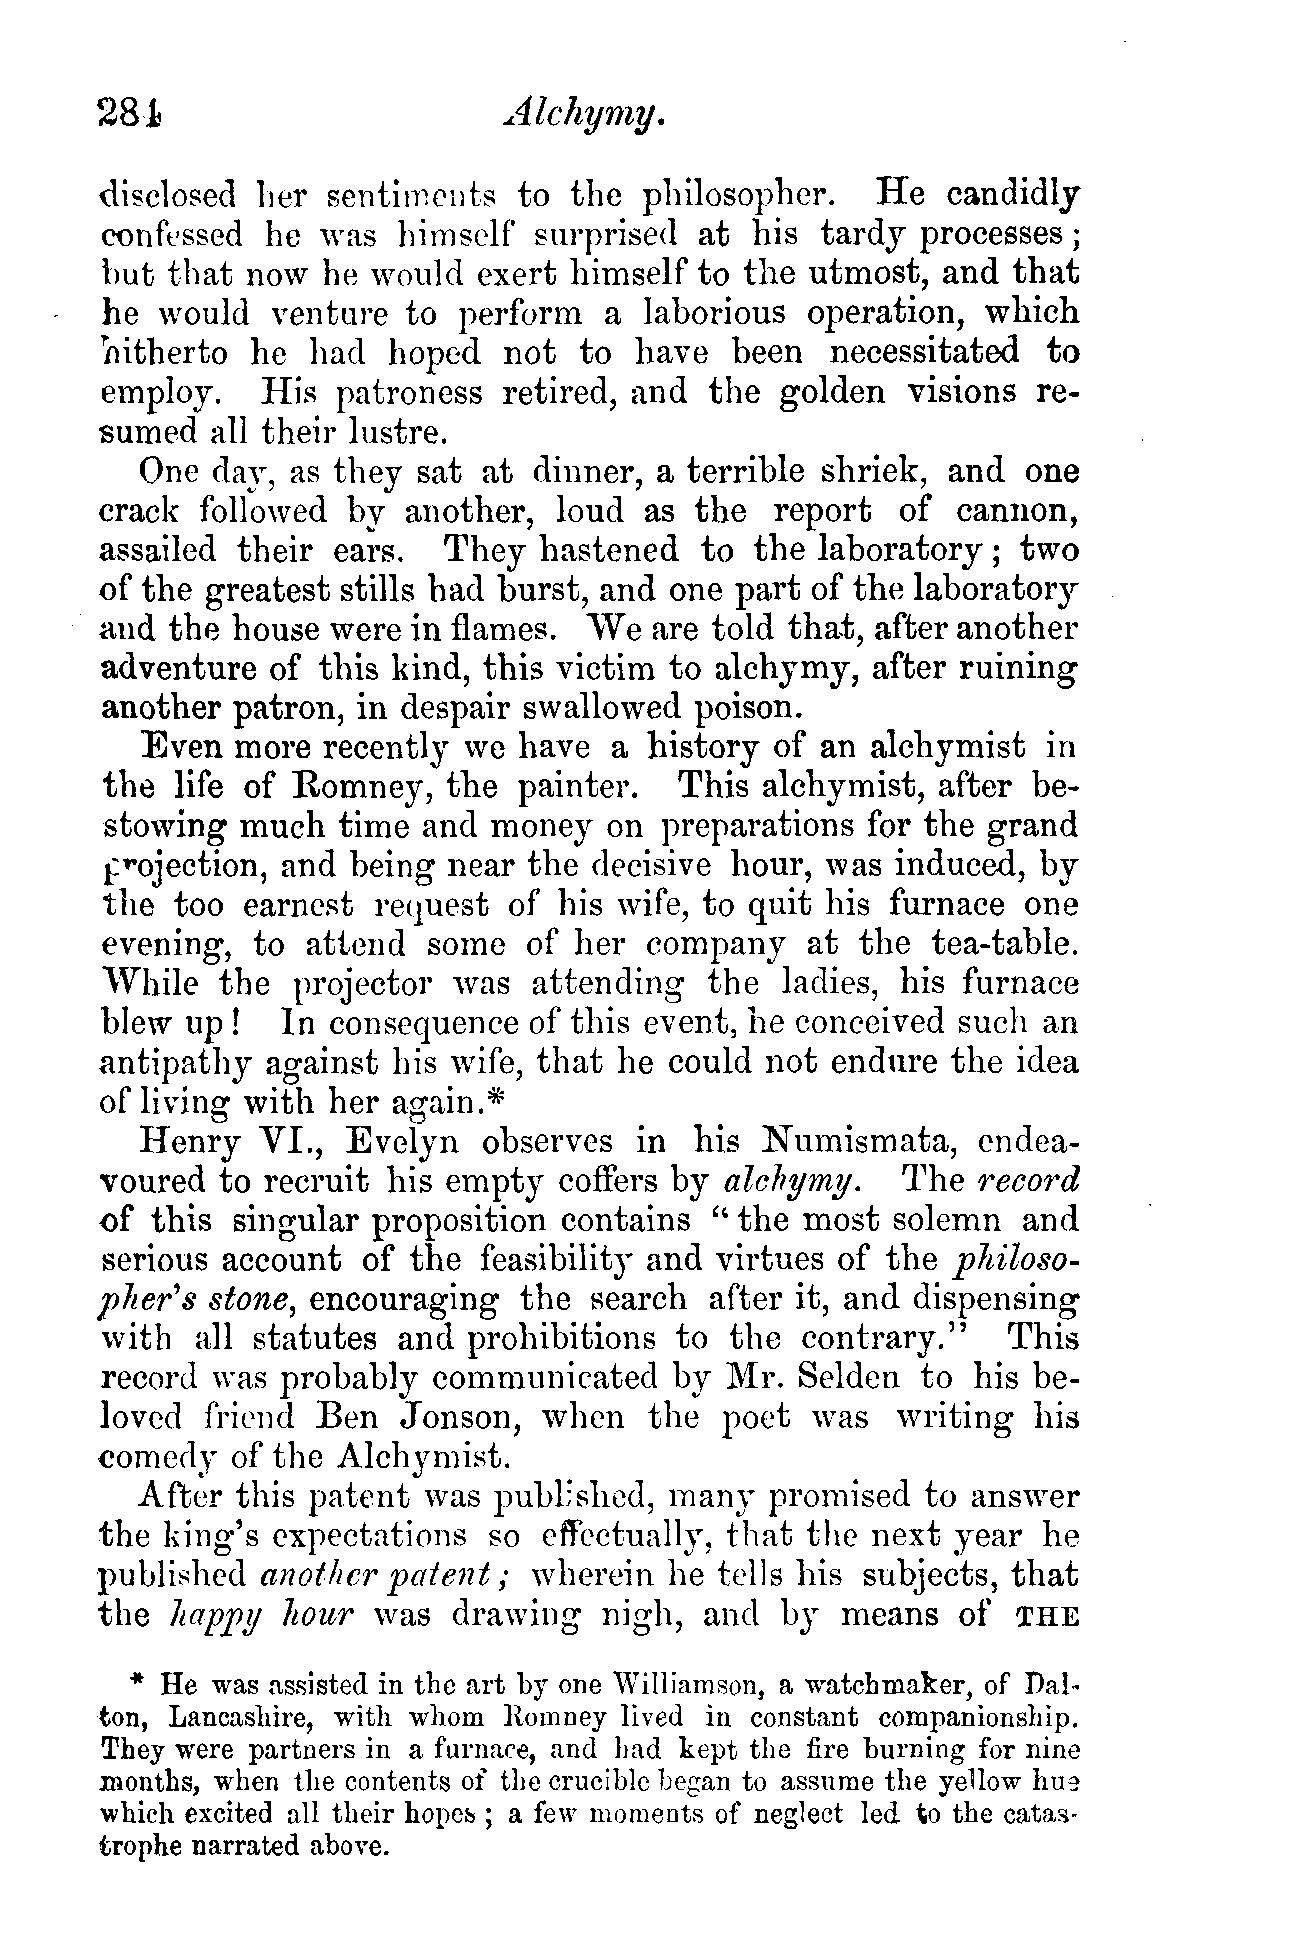 284 Alchymy.
disclosed her sentiments to the philosopher. He candidly
confessed he was himself surprised at his tardy processes;
but that now he would exert himself to the utmost, and that
he would venture to perform a laborious operation, which
hitherto he had hoped not to have been necessitated to
employ. His patroness retired, and the golden visions re-
sumed all their lustre.
One day, as they sat at dinner, a terrible shriek, and one
crack followed by another, loud as the report of cannon,
assailed their ears. They hastened to the laboratory; two
of the greatest stills had burst, and one part of the laboratory
and the house were in flames. We are told that, after another
adventure of this kind, this victim to alchymy, after ruining
another patron, in despair swallowed poison.
Even more recently we have a history of an alchymist in
the life of Romney, the painter. This alchymist, after be-
stowing much time and money on preparations for the grand
projection, and being near the decisive hour, was induced, by
the too earnest request of his wife, to quit his furnace one
evening, to attend some of her company at the tea-table.
While the projector was attending the ladies, his furnace
blew up! In consequence of this event, he conceived such an
antipathy against his wife, that he could not endure the idea
of living with her again.*
Henry VI., Evelyn observes in his Numismata, endea-
voured to recruit his empty coffers by alchymy. The record
of this singular proposition contains "the most solemn and
serious account of the feasibility and virtues of the philoso-
pher's stone, encouraging the search after it, and dispensing
with all statutes and prohibitions to the contrary." This
record was probably communicated by Mr. Selden to his be-
loved friend Ben Jonson, when the poet was writing his
comedy of the Alchymist.
After this patent was published, many promised to answer
the king's expectations so effectually, that the next year he
published another patent; wherein he tells his subjects, that
the happy hour was drawing nigh, and by means of THE
* He was assisted in the art by one Williamson, a watchmaker, of Dal-
ton, Lancashire, with whom Romney lived in constant companionship.
They were partners in a furnace, and had kept the fire burning for nine
months, when the contents of the crucible began to assume the yellow hue
which excited all their hopes; a few moments of neglect led to the catas-
trophe narrated above.